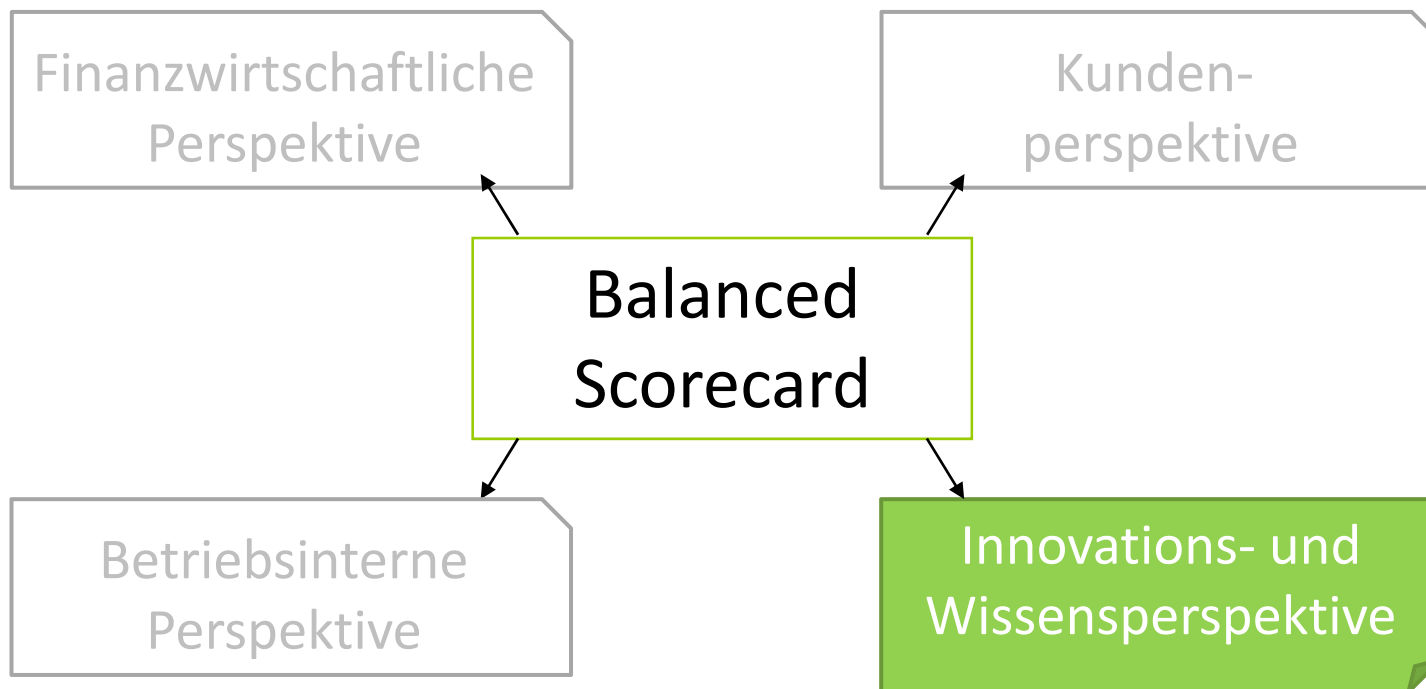 Finanzwirtschaftliche
Perspektive
Kunden-
perspektive
Balanced
Scorecard
Betriebsinterne
Perspektive
Innovations- und
Wissensperspektive